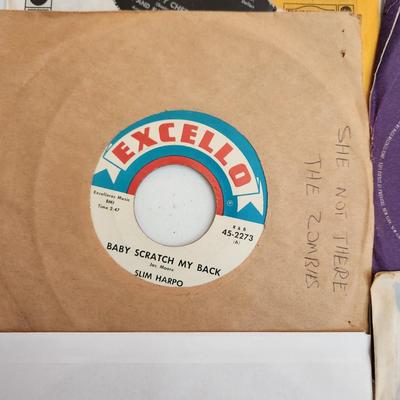 EXCELLO
®
Excellorec Music
BMI
Time 2:47
R & B
45-2273
(A)
BABY SCRATCH MY BACK
Jas. Moore
SLIM HARPO
SHE NOT THERE
THE ZOMBIES